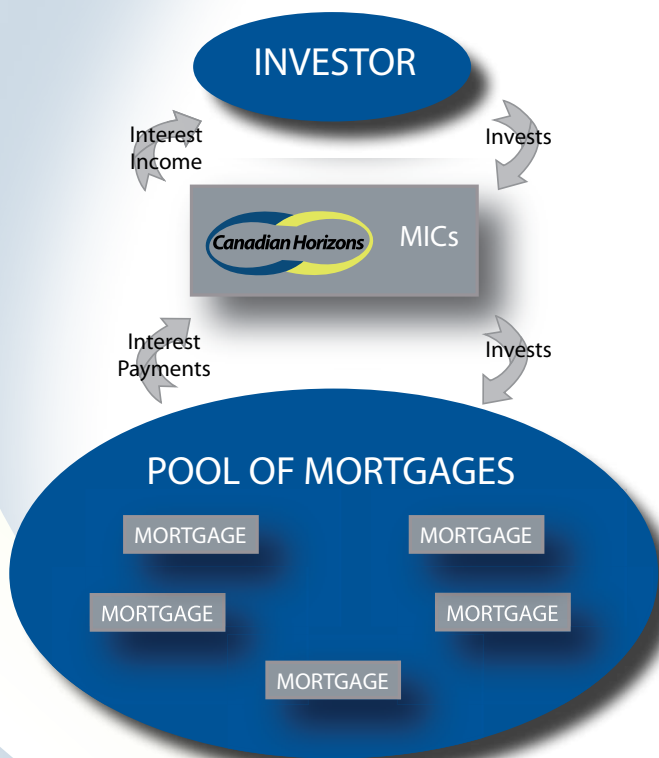 INVESTOR
Interest
Income
Invests
Canadian Horizons
MICs
Interest
Payments
Invests
POOL OF MORTGAGES
MORTGAGE
MORTGAGE
MORTGAGE
MORTGAGE
MORTGAGE